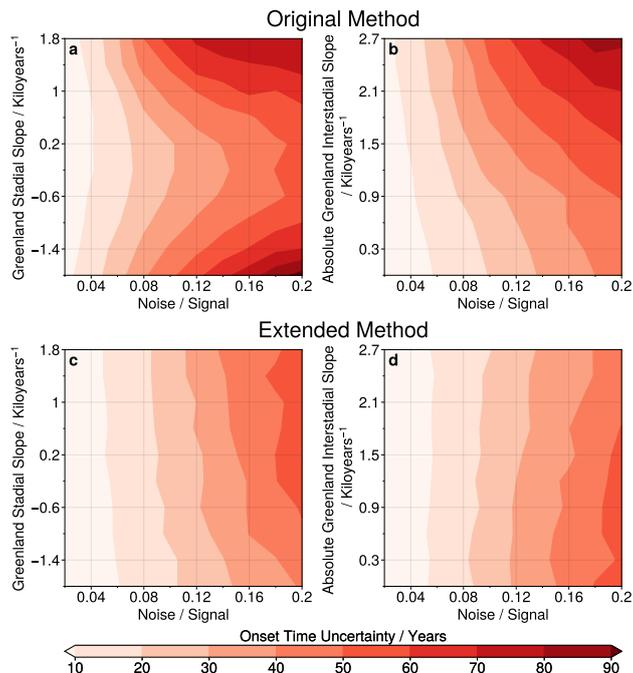 Original Method
a
b
Greenland Stadial Slope / Kiloyears⁻¹
1.8
1
0.2
−0.6
−1.4
0.04 0.08 0.12 0.16 0.2
Noise / Signal
Absolute Greenland Interstadial Slope
/ Kiloyears⁻¹
2.7
2.1
1.5
0.9
0.3
0.04 0.08 0.12 0.16 0.2
Noise / Signal
Extended Method
c
d
Greenland Stadial Slope / Kiloyears⁻¹
1.8
1
0.2
−0.6
−1.4
0.04 0.08 0.12 0.16 0.2
Noise / Signal
Absolute Greenland Interstadial Slope
/ Kiloyears⁻¹
2.7
2.1
1.5
0.9
0.3
0.04 0.08 0.12 0.16 0.2
Noise / Signal
Onset Time Uncertainty / Years
10 20 30 40 50 60 70 80 90